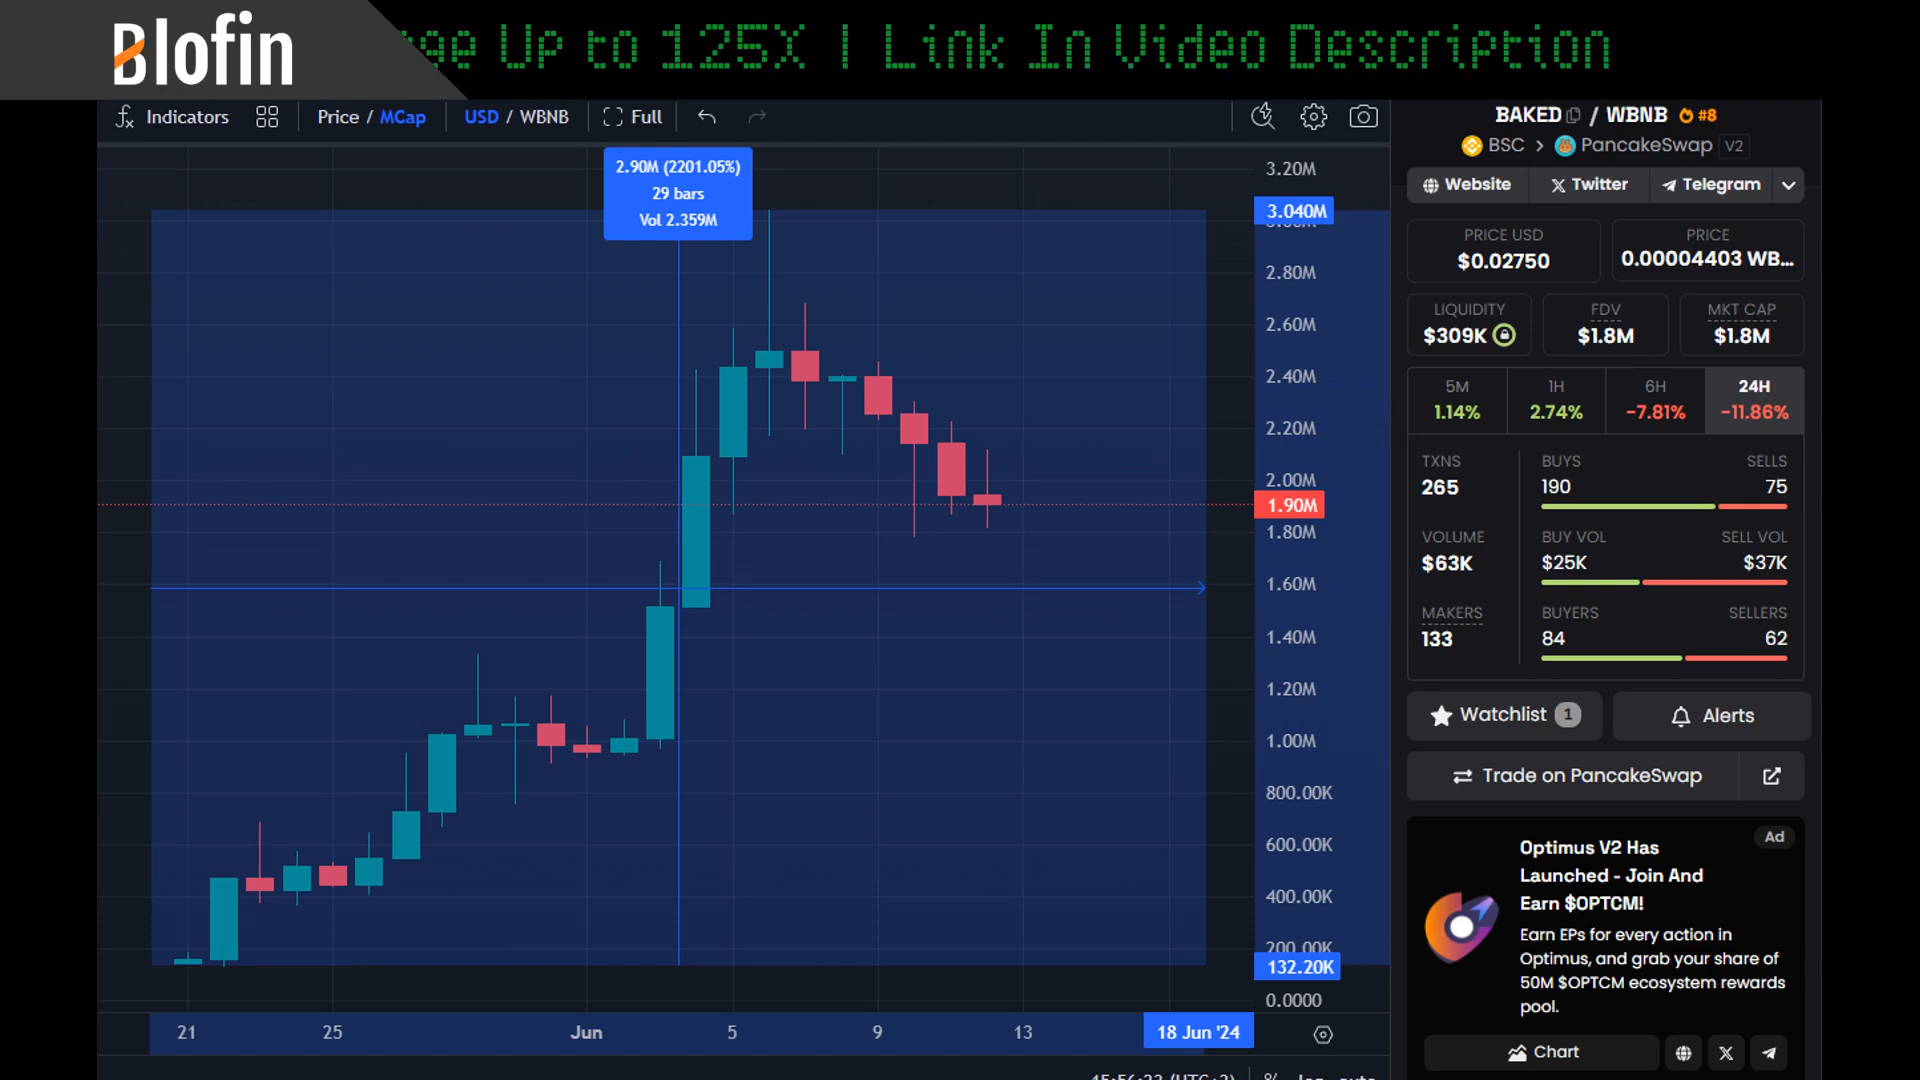 Blofin
ge Up to 125X | Link In Video Description
Indicators
Price / MCap
USD / WBNB
Full
2.90M (2201.05%)
29 bars
Vol 2.359M
3.20M
3.040M
2.80M
2.60M
2.40M
2.20M
2.00M
1.90M
1.80M
1.60M
1.40M
1.20M
1.00M
800.00K
600.00K
400.00K
200.00K
132.20K
0.0000
21
25
Jun
5
9
13
18 Jun '24
BAKED / WBNB #8
BSC > PancakeSwap V2
Website
Twitter
Telegram
PRICE USD
$0.02750
PRICE
0.00004403 WB...
LIQUIDITY
$309K
FDV
$1.8M
MKT CAP
$1.8M
5M
1.14%
1H
2.74%
6H
-7.81%
24H
-11.86%
TXNS
265
BUYS
190
SELLS
75
VOLUME
$63K
BUY VOL
$25K
SELL VOL
$37K
MAKERS
133
BUYERS
84
SELLERS
62
Watchlist 1
Alerts
Trade on PancakeSwap
Ad
Optimus V2 Has
Launched - Join And
Earn $OPTCM!
Earn EPs for every action in
Optimus, and grab your share of
50M $OPTCM ecosystem rewards
pool.
Chart